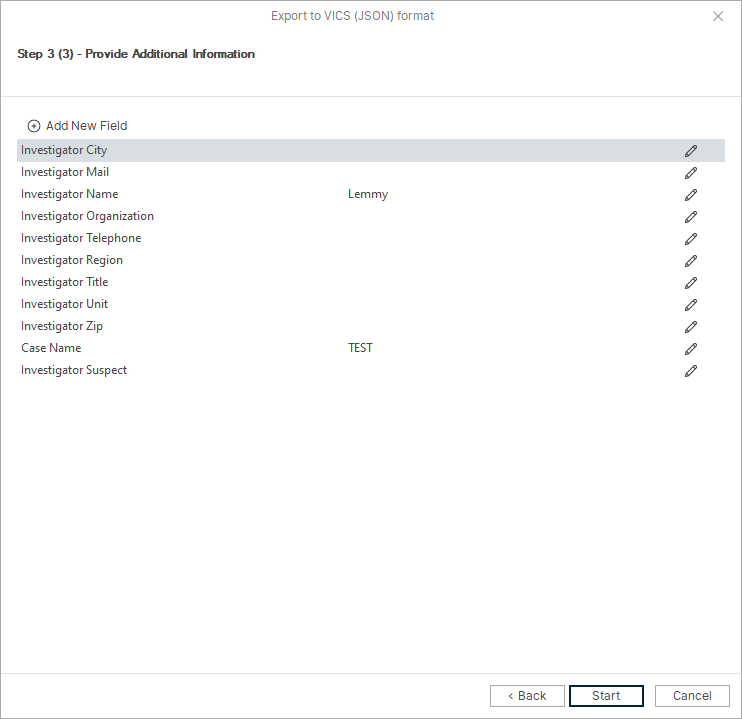 Export to VICS (JSON) format
Step 3 (3) - Provide Additional Information
Add New Field
Investigator City
Investigator Mail
Investigator Name Lemmy
Investigator Organization
Investigator Telephone
Investigator Region
Investigator Title
Investigator Unit
Investigator Zip
Case Name TEST
Investigator Suspect
< Back Start Cancel